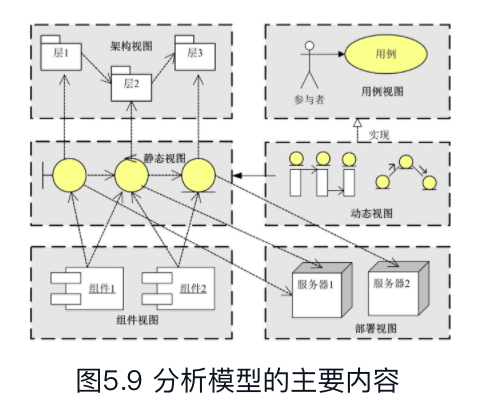 架构视图
层1
层2
层3
用例
参与者
用例视图
实现
静态视图
动态视图
组件1
组件2
组件视图
服务器1
服务器2
部署视图
图5.9 分析模型的主要内容